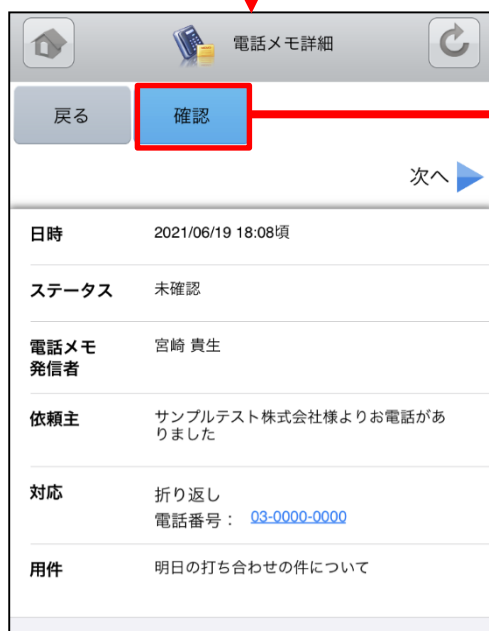 電話メモ詳細
戻る
確認
次へ
日時 2021/06/19 18:08頃
ステータス 未確認
電話メモ 宮崎 貴生
発信者
依頼主 サンプルテスト株式会社様よりお電話があ
りました
対応 折り返し
電話番号： 03-0000-0000
用件 明日の打ち合わせの件について